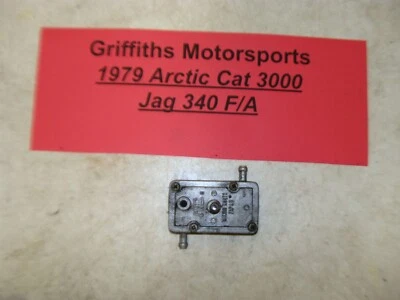 Griffiths Motorsports
1979 Arctic Cat 3000
Jag 340 F/A